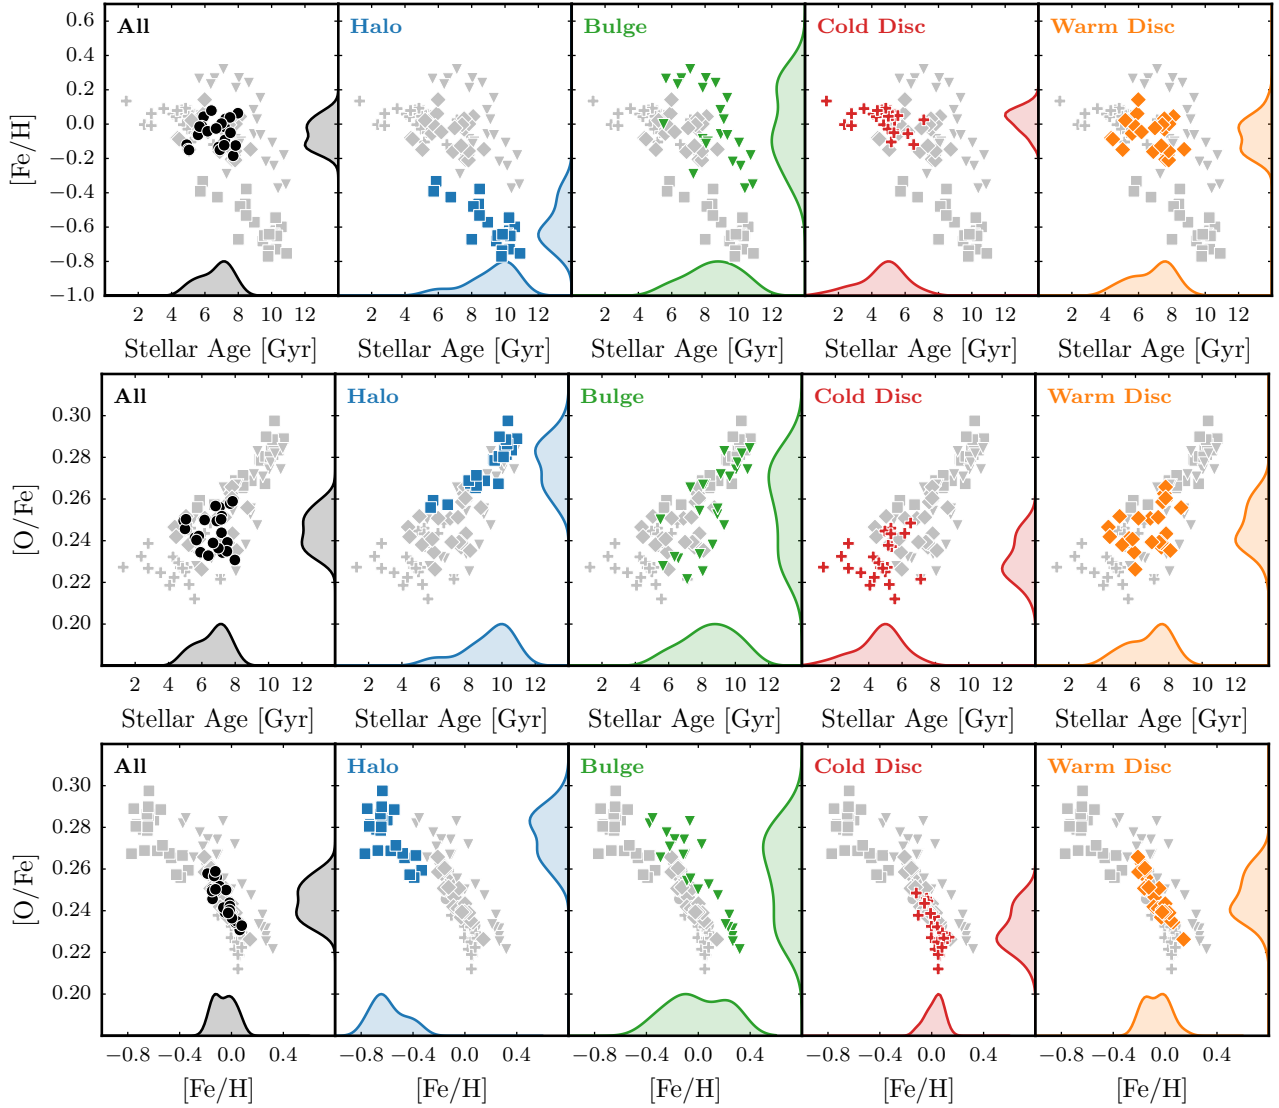 All Halo Bulge Cold Disc Warm Disc
0.6
0.4
0.2
0.0
−0.2
−0.4
−0.6
−0.8
−1.0
[Fe/H]
2 4 6 8 10 12 2 4 6 8 10 12 2 4 6 8 10 12 2 4 6 8 10 12 2 4 6 8 10 12
Stellar Age [Gyr] Stellar Age [Gyr] Stellar Age [Gyr] Stellar Age [Gyr] Stellar Age [Gyr]
All Halo Bulge Cold Disc Warm Disc
0.30
0.28
0.26
0.24
0.22
0.20
[O/Fe]
2 4 6 8 10 12 2 4 6 8 10 12 2 4 6 8 10 12 2 4 6 8 10 12 2 4 6 8 10 12
Stellar Age [Gyr] Stellar Age [Gyr] Stellar Age [Gyr] Stellar Age [Gyr] Stellar Age [Gyr]
All Halo Bulge Cold Disc Warm Disc
0.30
0.28
0.26
0.24
0.22
0.20
[O/Fe]
−0.8 −0.4 0.0 0.4 −0.8 −0.4 0.0 0.4 −0.8 −0.4 0.0 0.4 −0.8 −0.4 0.0 0.4 −0.8 −0.4 0.0 0.4
[Fe/H] [Fe/H] [Fe/H] [Fe/H] [Fe/H]